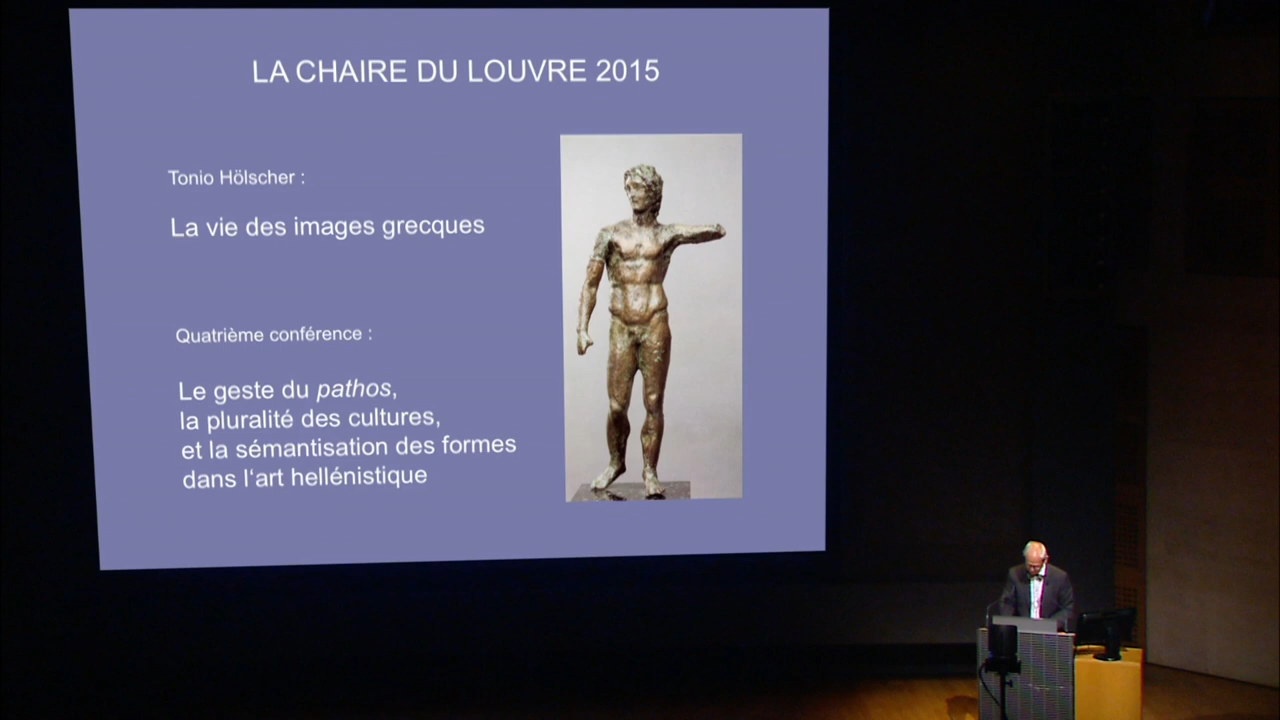 LA CHAIRE DU LOUVRE 2015
Tonio Hölscher :
La vie des images grecques
Quatrième conférence :
Le geste du pathos,
la pluralité des cultures,
et la sémantisation des formes
dans l‘art hellénistique